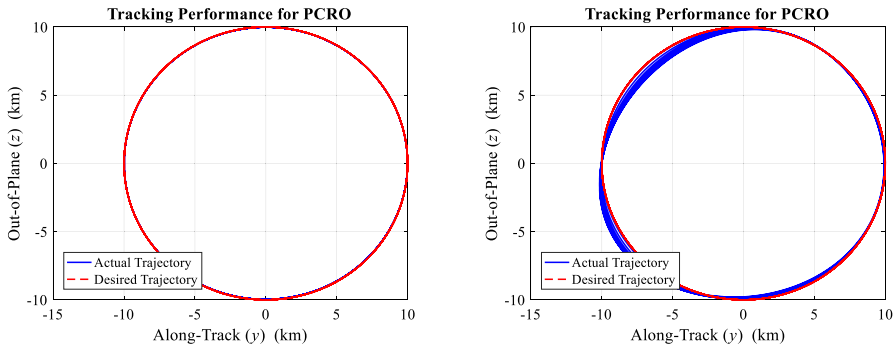 Tracking Performance for PCRO
10
5
0
-5
-10
-15
-10
-5
0
5
10
Out-of-Plane (z) (km)
Along-Track (y) (km)
Actual Trajectory
Desired Trajectory
Tracking Performance for PCRO
10
5
0
-5
-10
-15
-10
-5
0
5
10
Out-of-Plane (z) (km)
Along-Track (y) (km)
Actual Trajectory
Desired Trajectory